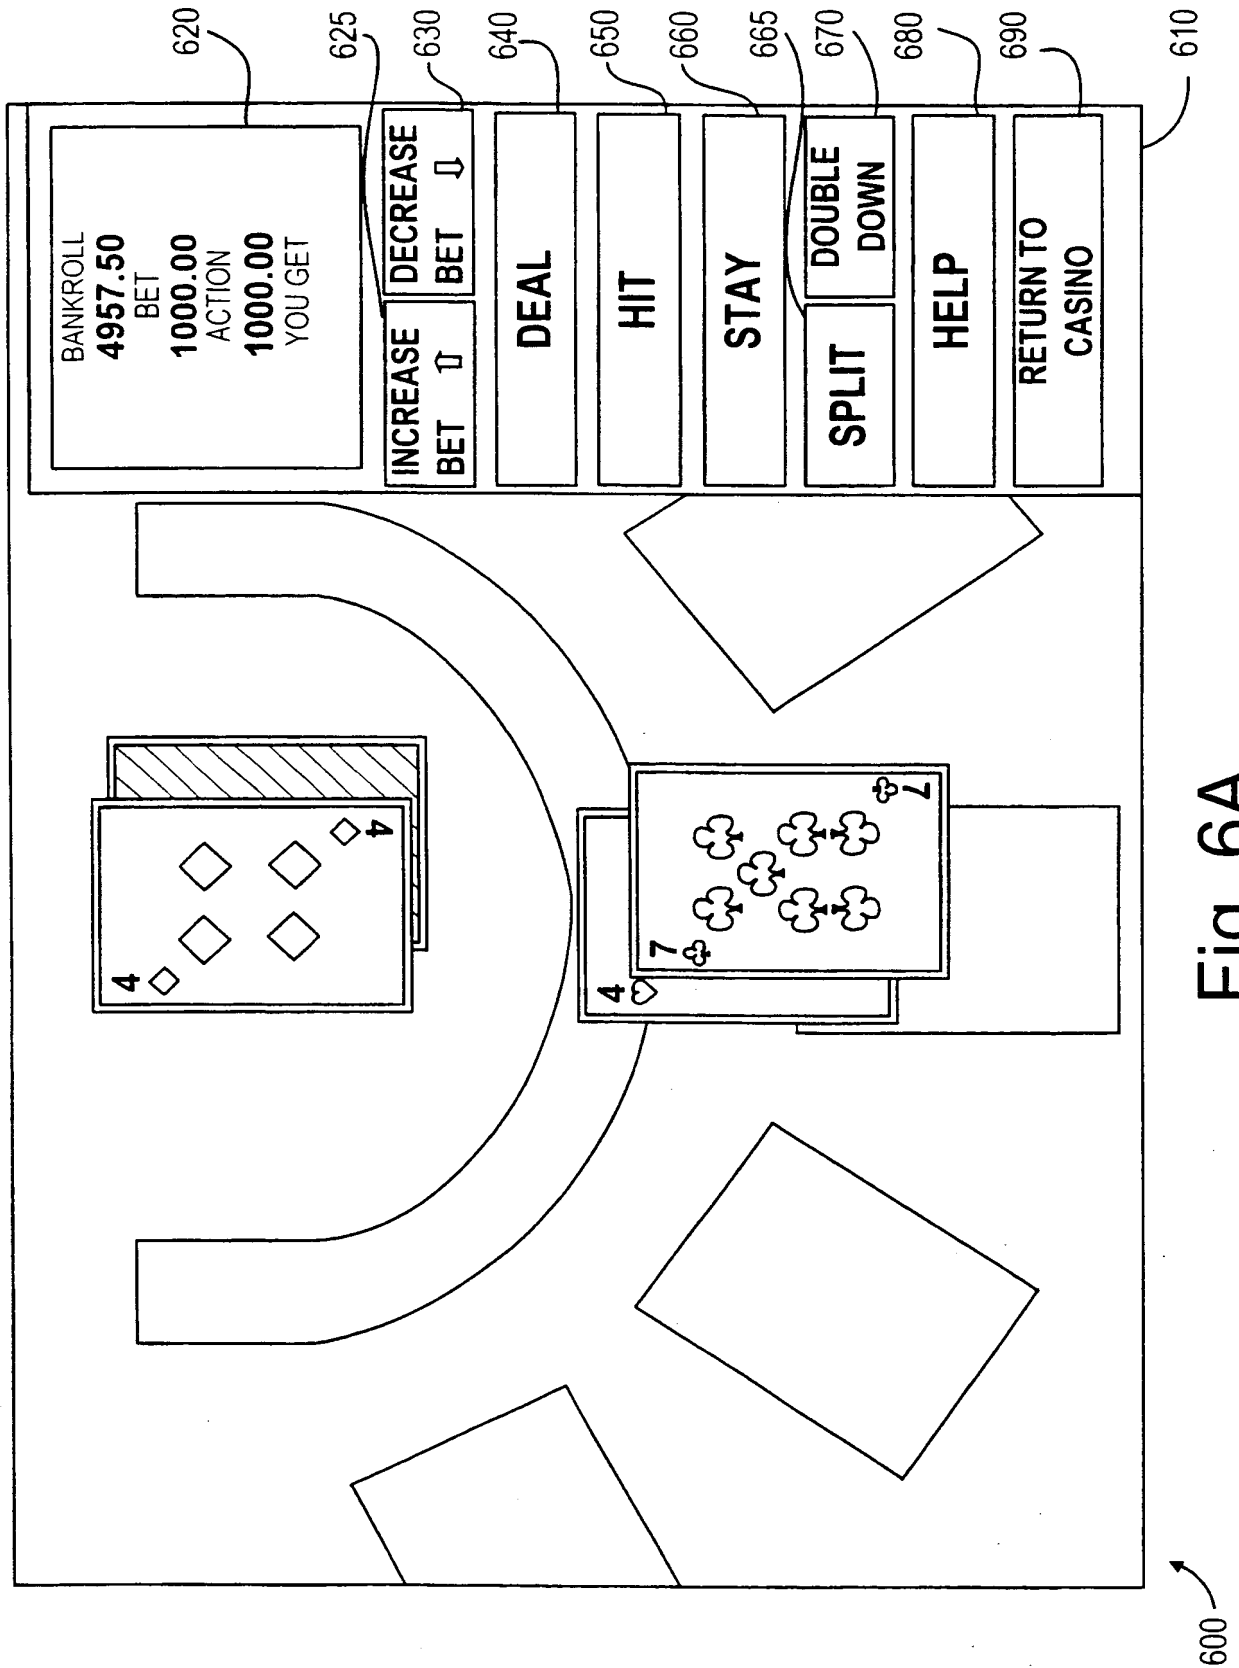 BANKROLL
4957.50
BET
1000.00
ACTION
1000.00
YOU GET
INCREASE
BET
DECREASE
BET
DEAL
HIT
STAY
SPLIT
DOUBLE
DOWN
HELP
RETURN TO
CASINO
4
4
4
7
7
620
625
630
640
650
660
665
670
680
690
610
600
Fig. 6A